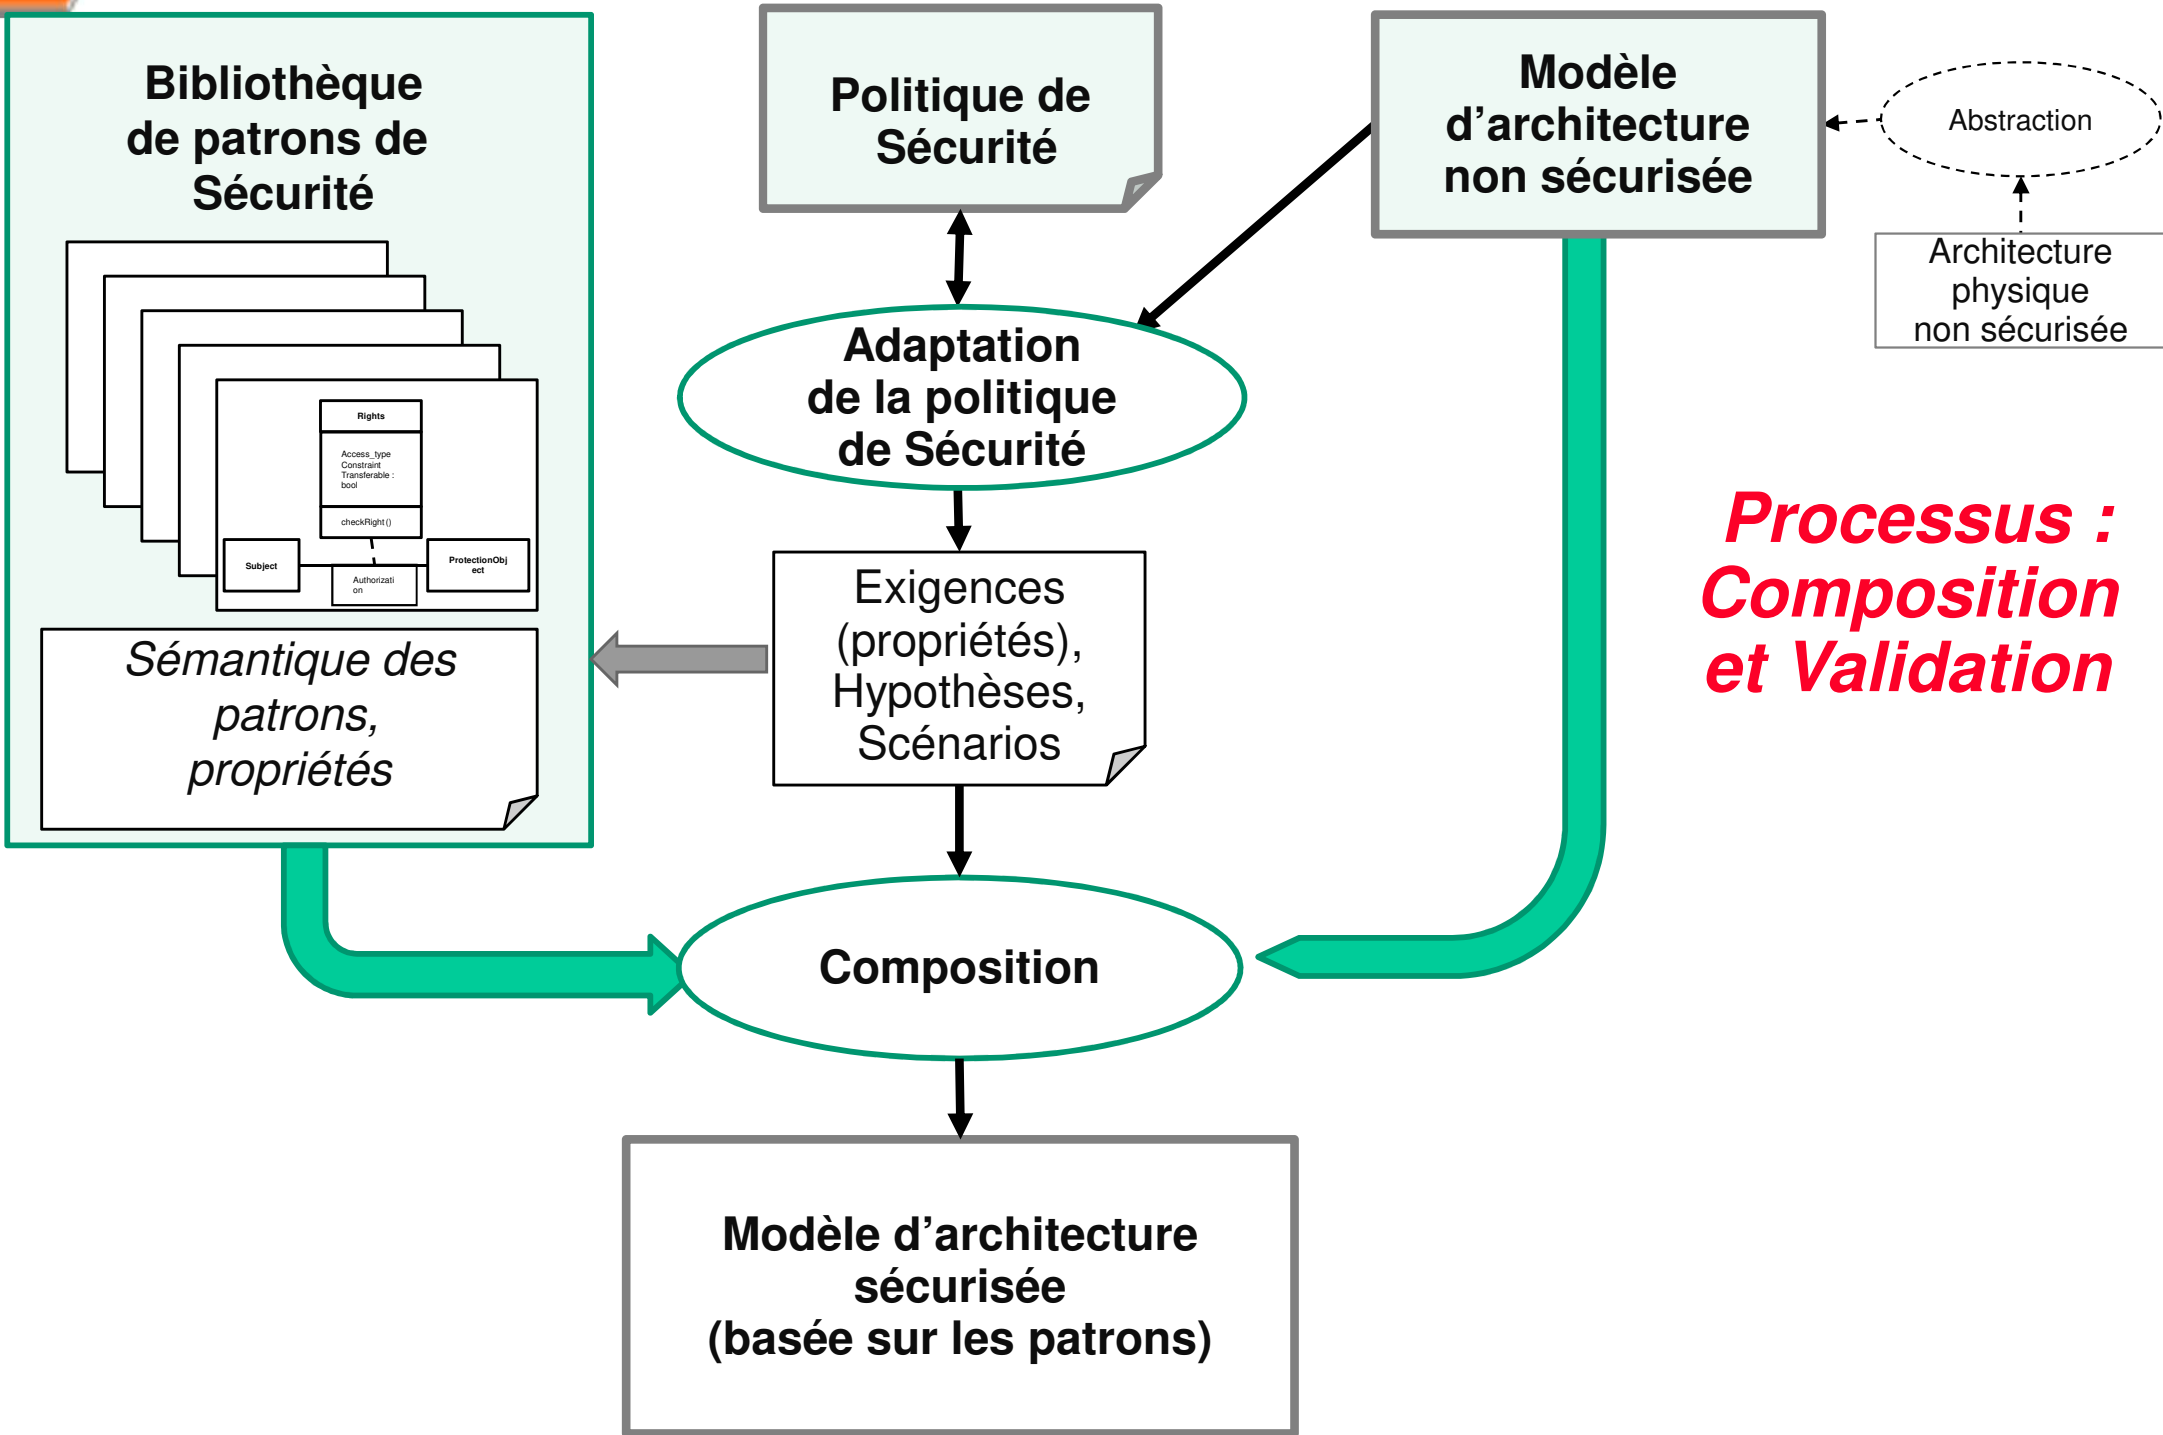 Bibliothèque
de patrons de
Sécurité
Rights
Access_type
Constraint
Transferable :
bool
checkRight ()
Subject
Authorizati
on
ProtectionObj
ect
Sémantique des
patrons,
propriétés
Politique de
Sécurité
Adaptation
de la politique
de Sécurité
Exigences
(propriétés),
Hypothèses,
Scénarios
Composition
Modèle d’architecture
sécurisée
(basée sur les patrons)
Modèle
d’architecture
non sécurisée
Abstraction
Architecture
physique
non sécurisée
Processus :
Composition
et Validation